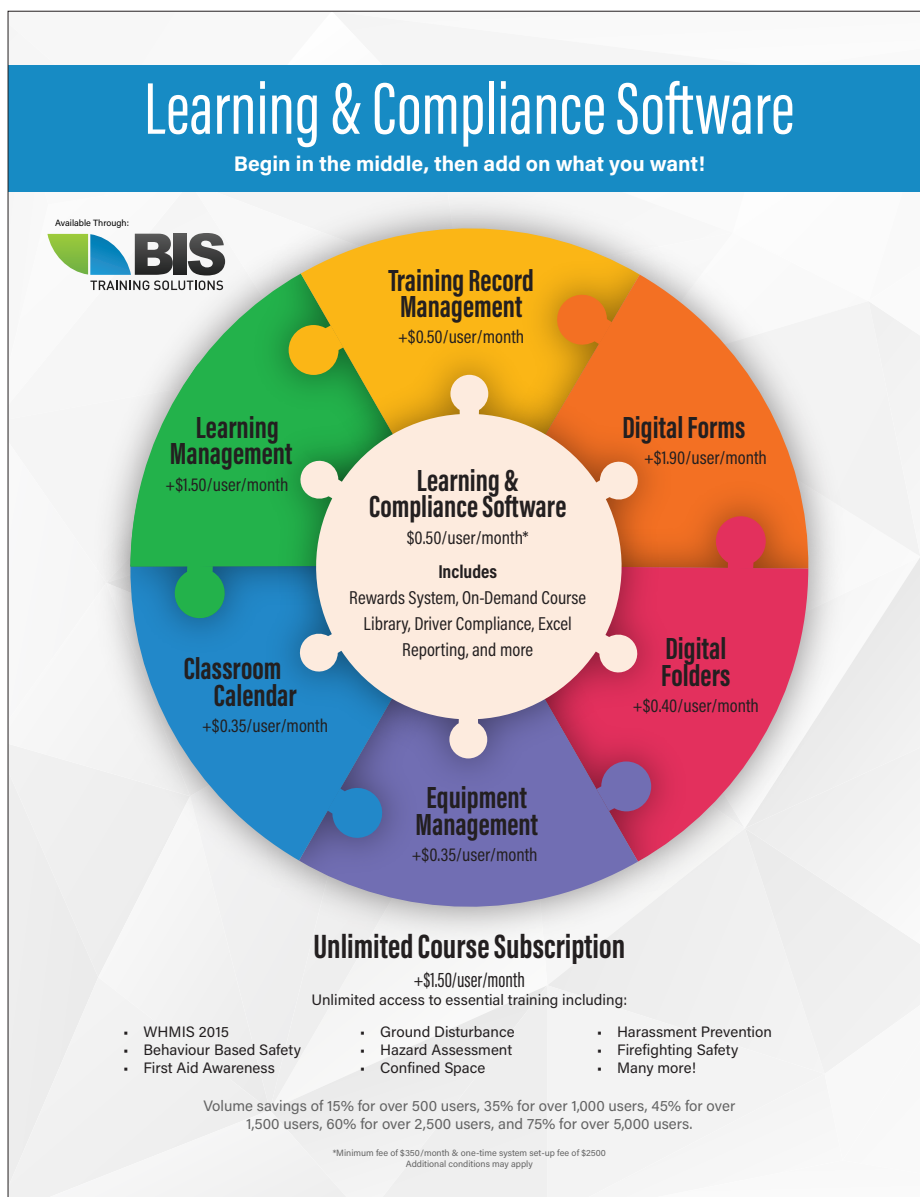 Learning & Compliance Software
Begin in the middle, then add on what you want!
Available Through:
BIS
TRAINING SOLUTIONS
Training Record
Management
+$0.50/user/month
Digital Forms
+$1.90/user/month
Learning
Management
+$1.50/user/month
Learning &
Compliance Software
$0.50/user/month*
Includes
Rewards System, On-Demand Course
Library, Driver Compliance, Excel
Reporting, and more
Digital
Folders
+$0.40/user/month
Classroom
Calendar
+$0.35/user/month
Equipment
Management
+$0.35/user/month
Unlimited Course Subscription
+$1.50/user/month
Unlimited access to essential training including:
▪ WHMIS 2015
▪ Behaviour Based Safety
▪ First Aid Awareness
▪ Ground Disturbance
▪ Hazard Assessment
▪ Confined Space
▪ Harassment Prevention
▪ Firefighting Safety
▪ Many more!
Volume savings of 15% for over 500 users, 35% for over 1,000 users, 45% for over
1,500 users, 60% for over 2,500 users, and 75% for over 5,000 users.
*Minimum fee of $350/month & one-time system set-up fee of $2500
Additional conditions may apply